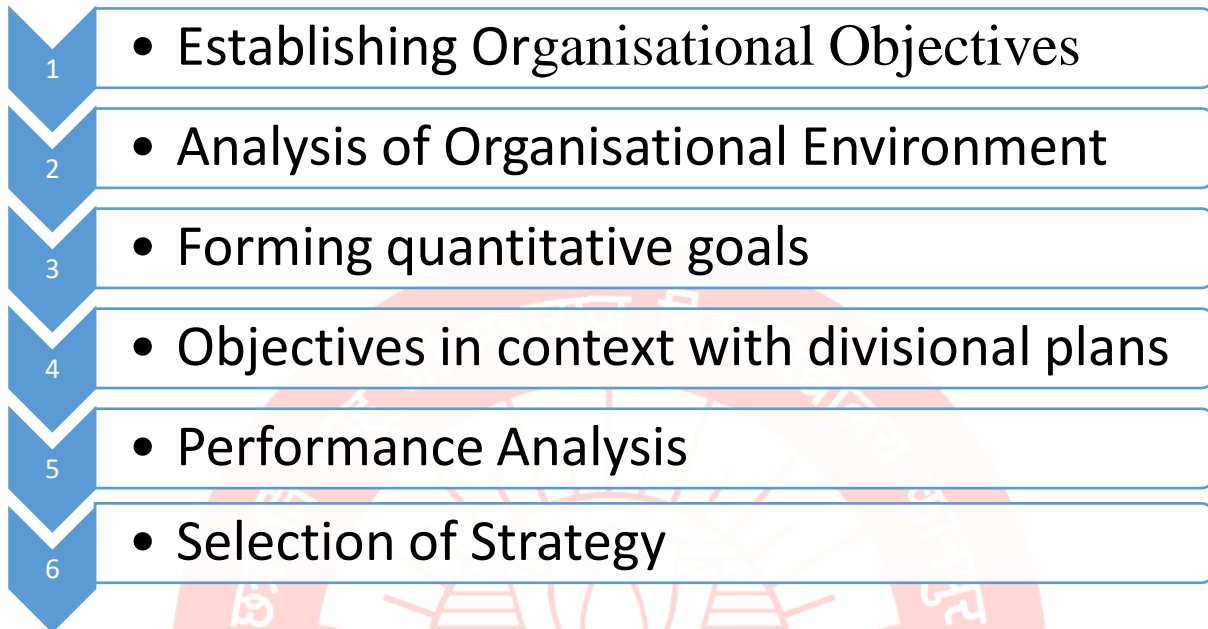 1 • Establishing Organisational Objectives
2 • Analysis of Organisational Environment
3 • Forming quantitative goals
4 • Objectives in context with divisional plans
5 • Performance Analysis
6 • Selection of Strategy